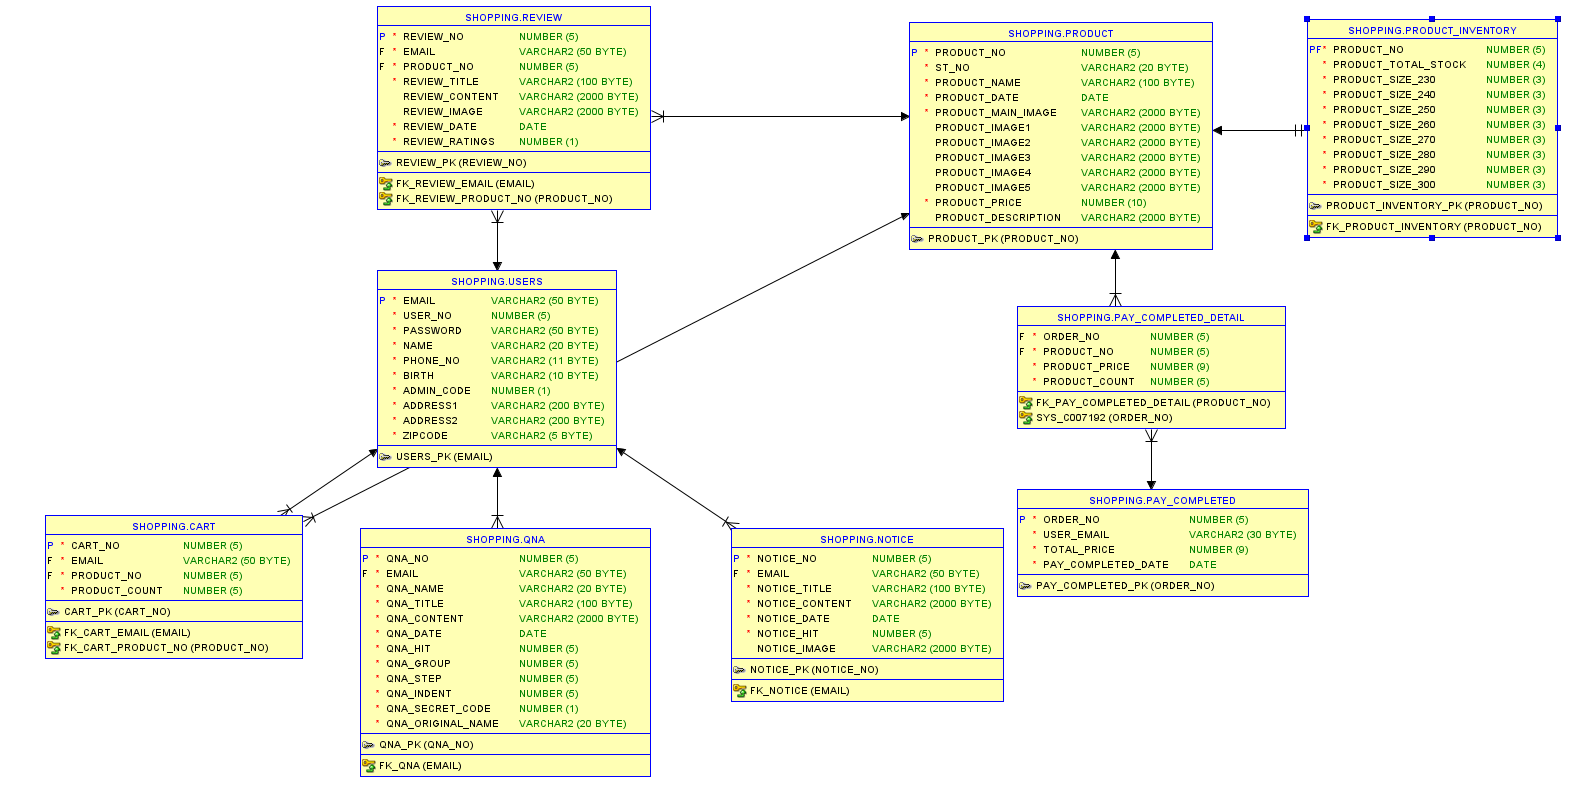 SHOPPING.REVIEW
P * REVIEW_NO NUMBER (5)
F * EMAIL VARCHAR2 (50 BYTE)
F * PRODUCT_NO NUMBER (5)
* REVIEW_TITLE VARCHAR2 (100 BYTE)
REVIEW_CONTENT VARCHAR2 (2000 BYTE)
REVIEW_IMAGE VARCHAR2 (2000 BYTE)
* REVIEW_DATE DATE
* REVIEW_RATINGS NUMBER (1)
REVIEW_PK (REVIEW_NO)
FK_REVIEW_EMAIL (EMAIL)
FK_REVIEW_PRODUCT_NO (PRODUCT_NO)
SHOPPING.PRODUCT
P * PRODUCT_NO NUMBER (5)
* ST_NO VARCHAR2 (20 BYTE)
* PRODUCT_NAME VARCHAR2 (100 BYTE)
* PRODUCT_DATE DATE
* PRODUCT_MAIN_IMAGE VARCHAR2 (2000 BYTE)
PRODUCT_IMAGE1 VARCHAR2 (2000 BYTE)
PRODUCT_IMAGE2 VARCHAR2 (2000 BYTE)
PRODUCT_IMAGE3 VARCHAR2 (2000 BYTE)
PRODUCT_IMAGE4 VARCHAR2 (2000 BYTE)
PRODUCT_IMAGE5 VARCHAR2 (2000 BYTE)
* PRODUCT_PRICE NUMBER (10)
PRODUCT_DESCRIPTION VARCHAR2 (2000 BYTE)
PRODUCT_PK (PRODUCT_NO)
SHOPPING.PRODUCT_INVENTORY
PF* PRODUCT_NO NUMBER (5)
* PRODUCT_TOTAL_STOCK NUMBER (4)
* PRODUCT_SIZE_230 NUMBER (3)
* PRODUCT_SIZE_240 NUMBER (3)
* PRODUCT_SIZE_250 NUMBER (3)
* PRODUCT_SIZE_260 NUMBER (3)
* PRODUCT_SIZE_270 NUMBER (3)
* PRODUCT_SIZE_280 NUMBER (3)
* PRODUCT_SIZE_290 NUMBER (3)
* PRODUCT_SIZE_300 NUMBER (3)
PRODUCT_INVENTORY_PK (PRODUCT_NO)
FK_PRODUCT_INVENTORY (PRODUCT_NO)
SHOPPING.USERS
P * EMAIL VARCHAR2 (50 BYTE)
* USER_NO NUMBER (5)
* PASSWORD VARCHAR2 (50 BYTE)
* NAME VARCHAR2 (20 BYTE)
* PHONE_NO VARCHAR2 (11 BYTE)
* BIRTH VARCHAR2 (10 BYTE)
* ADMIN_CODE NUMBER (1)
* ADDRESS1 VARCHAR2 (200 BYTE)
* ADDRESS2 VARCHAR2 (200 BYTE)
* ZIPCODE VARCHAR2 (5 BYTE)
USERS_PK (EMAIL)
SHOPPING.PAY_COMPLETED_DETAIL
F * ORDER_NO NUMBER (5)
F * PRODUCT_NO NUMBER (5)
* PRODUCT_PRICE NUMBER (9)
* PRODUCT_COUNT NUMBER (5)
FK_PAY_COMPLETED_DETAIL (PRODUCT_NO)
SYS_C007192 (ORDER_NO)
SHOPPING.PAY_COMPLETED
P * ORDER_NO NUMBER (5)
* USER_EMAIL VARCHAR2 (30 BYTE)
* TOTAL_PRICE NUMBER (9)
* PAY_COMPLETED_DATE DATE
PAY_COMPLETED_PK (ORDER_NO)
SHOPPING.CART
P * CART_NO NUMBER (5)
F * EMAIL VARCHAR2 (50 BYTE)
F * PRODUCT_NO NUMBER (5)
* PRODUCT_COUNT NUMBER (5)
CART_PK (CART_NO)
FK_CART_EMAIL (EMAIL)
FK_CART_PRODUCT_NO (PRODUCT_NO)
SHOPPING.QNA
P * QNA_NO NUMBER (5)
F * EMAIL VARCHAR2 (50 BYTE)
* QNA_NAME VARCHAR2 (20 BYTE)
* QNA_TITLE VARCHAR2 (100 BYTE)
* QNA_CONTENT VARCHAR2 (2000 BYTE)
* QNA_DATE DATE
* QNA_HIT NUMBER (5)
* QNA_GROUP NUMBER (5)
* QNA_STEP NUMBER (5)
* QNA_INDENT NUMBER (5)
* QNA_SECRET_CODE NUMBER (1)
* QNA_ORIGINAL_NAME VARCHAR2 (20 BYTE)
QNA_PK (QNA_NO)
FK_QNA (EMAIL)
SHOPPING.NOTICE
P * NOTICE_NO NUMBER (5)
F * EMAIL VARCHAR2 (50 BYTE)
* NOTICE_TITLE VARCHAR2 (100 BYTE)
* NOTICE_CONTENT VARCHAR2 (2000 BYTE)
* NOTICE_DATE DATE
* NOTICE_HIT NUMBER (5)
NOTICE_IMAGE VARCHAR2 (2000 BYTE)
NOTICE_PK (NOTICE_NO)
FK_NOTICE (EMAIL)